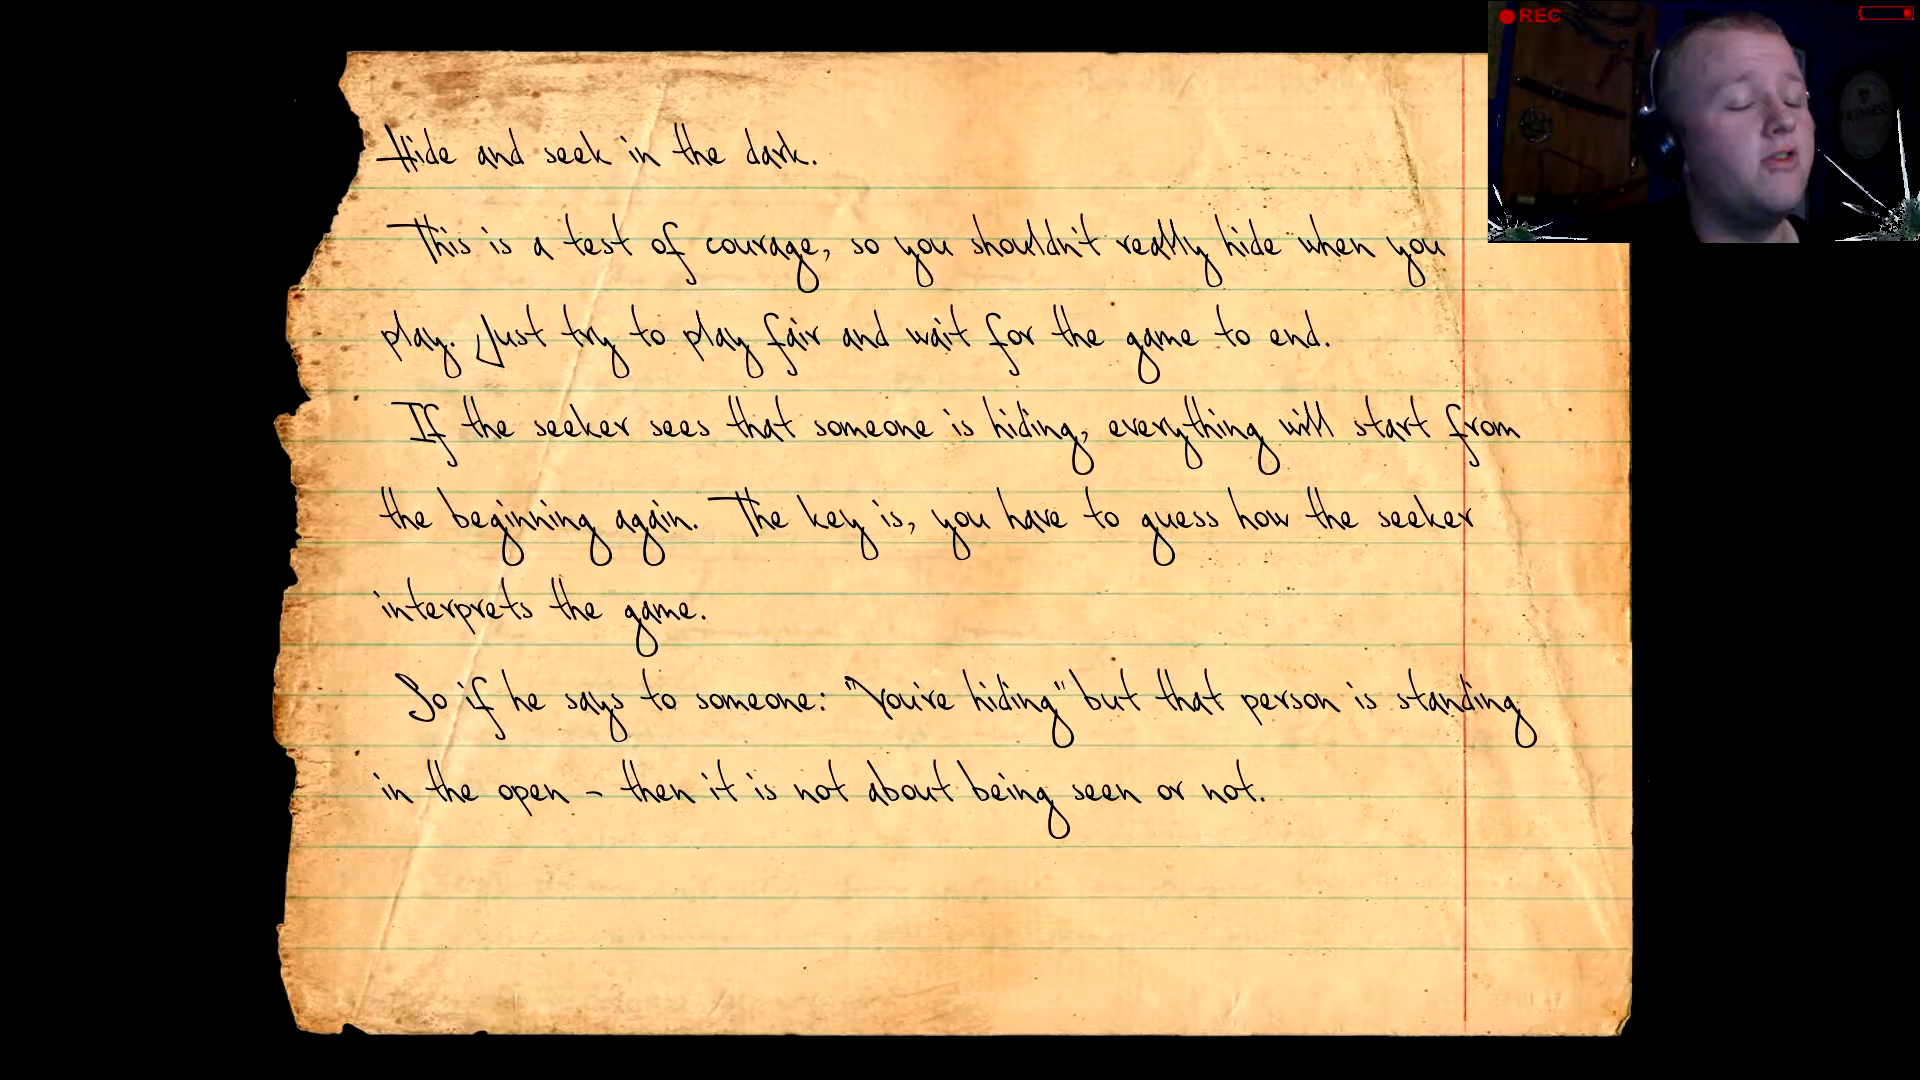 REC
Hide and seek in the dark.
This is a test of courage, so you shouldn't really hide when you
play. Just try to play fair and wait for the game to end.
If the seeker sees that someone is hiding, everything will start from
the beginning again. The key is, you have to guess how the seeker
interprets the game.
So if he says to someone: "You're hiding" but that person is standing
in the open - then it is not about being seen or not.
GUINNESS